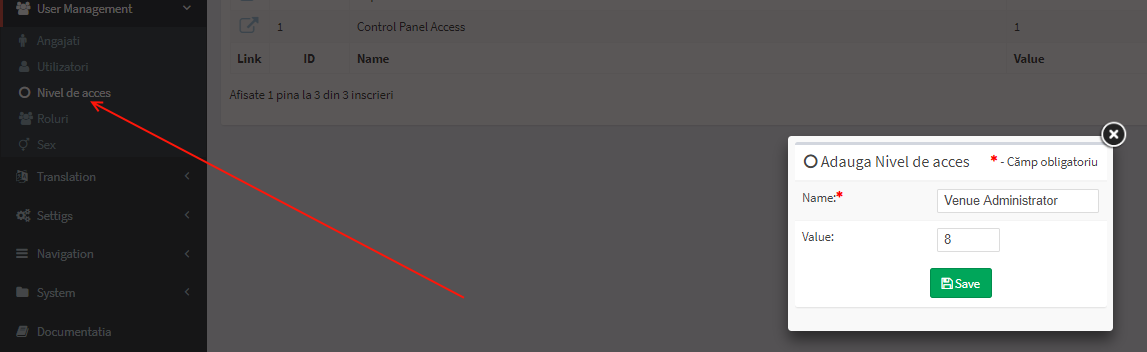 User Management
Angajati
Utilizatori
Nivel de acces
Roluri
Sex
Translation
Settigs
Navigation
System
Documentatia
1 Control Panel Access 1
Link ID Name Value
Afisate 1 pina la 3 din 3 inscrieri
Adauga Nivel de acces * - Cămp obligatoriu
Name:* Venue Administrator
Value: 8
Save